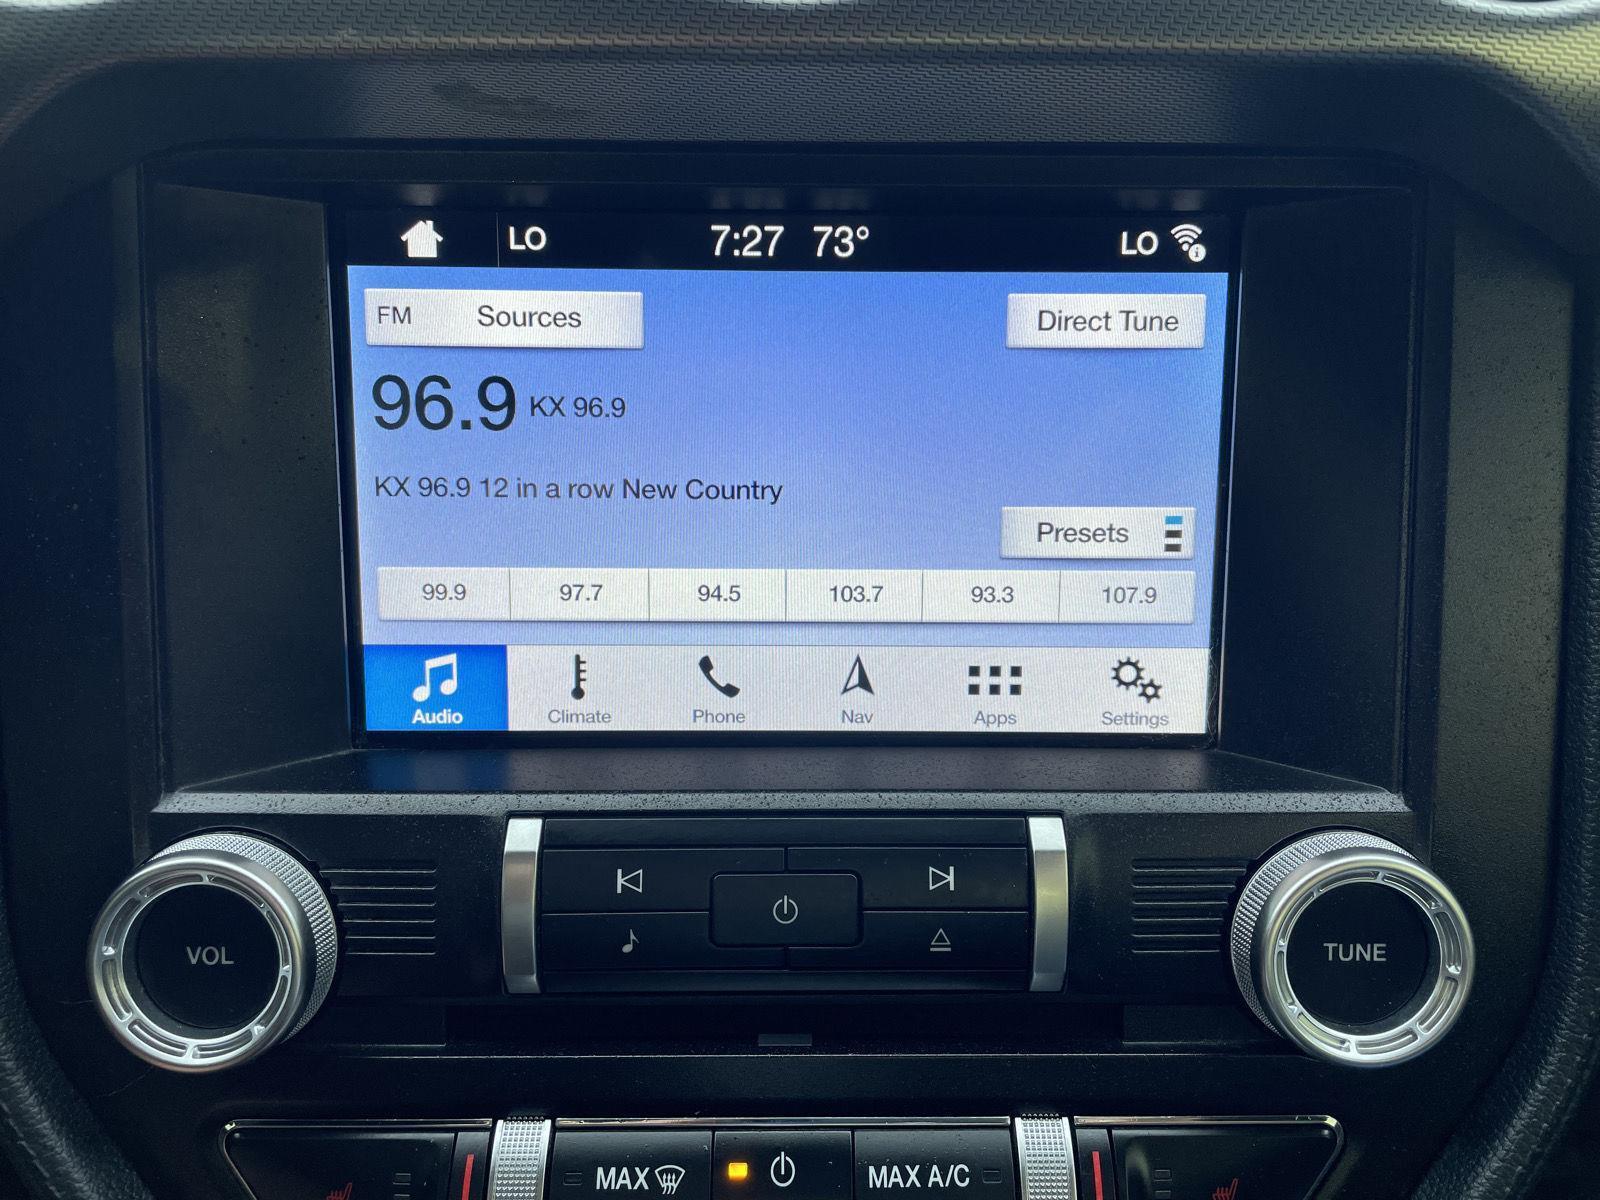 LO 7:27 73° LO
FM Sources
Direct Tune
96.9 KX 96.9
KX 96.9 12 in a row New Country
Presets
99.9 97.7 94.5 103.7 93.3 107.9
Audio Climate Phone Nav Apps Settings
VOL
TUNE
MAX
MAX A/C